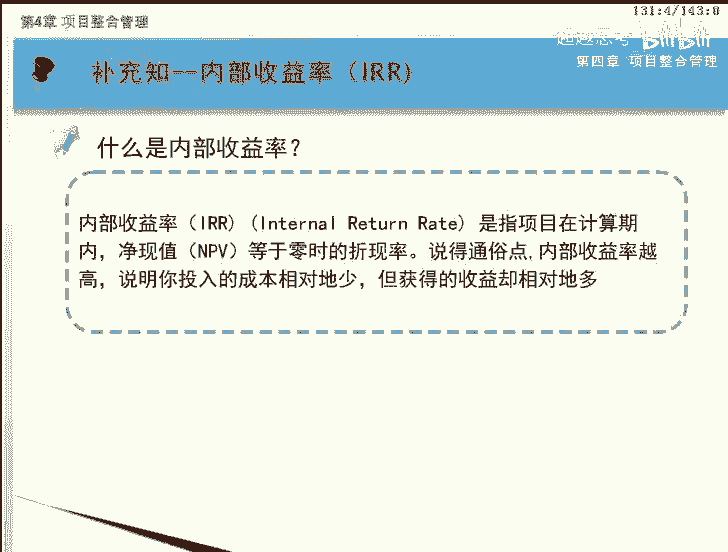 131:4/143:8
第4章 项目整合管理
超越思考 bilibili
第四章 项目整合管理
补充知一一内部收益率（IRR）
什么是内部收益率?
内部收益率（IRR）(Internal Return Rate) 是指项目在计算期
内，净现值（NPV）等于零时的折现率。说得通俗点,内部收益率越
高，说明你投入的成本相对地少，但获得的收益却相对地多